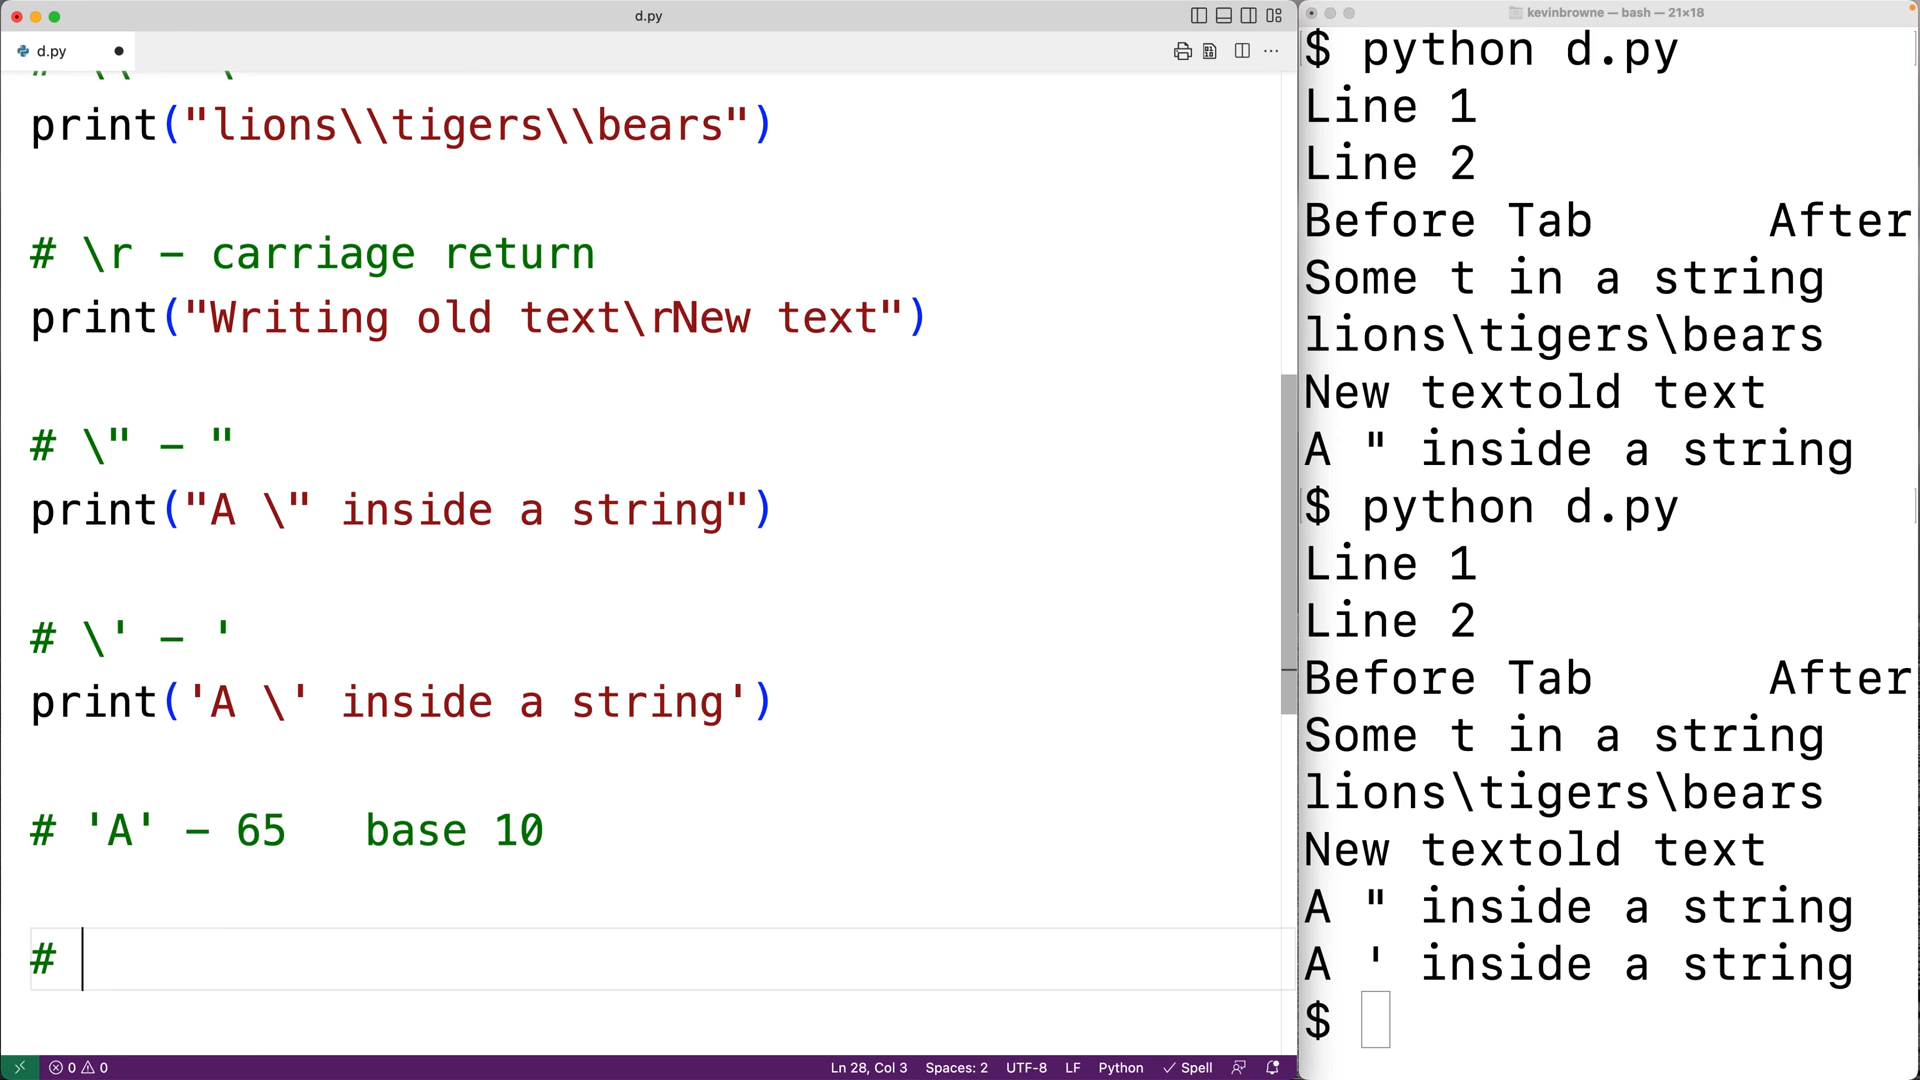 d.py
d.py
print("lions\\tigers\\bears")
# \r - carriage return
print("Writing old text\rNew text")
# \" - "
print("A \" inside a string")
# \' - '
print('A \' inside a string')
# 'A' - 65   base 10
#
0 0
Ln 28, Col 3 Spaces: 2 UTF-8 LF Python Spell
kevinbrowne — bash — 21×18
$ python d.py
Line 1
Line 2
Before Tab      After
Some t in a string
lions\tigers\bears
New textold text
A " inside a string
$ python d.py
Line 1
Line 2
Before Tab      After
Some t in a string
lions\tigers\bears
New textold text
A " inside a string
A ' inside a string
$